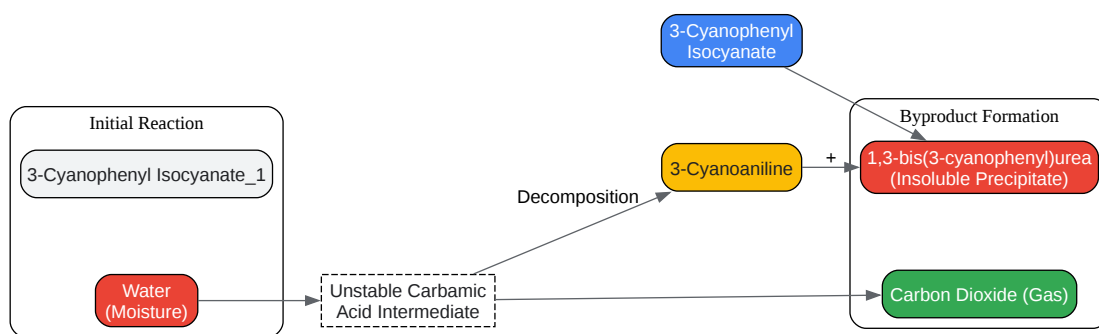 3-Cyanophenyl
Isocyanate
Initial Reaction
Byproduct Formation
3-Cyanophenyl Isocyanate_1
3-Cyanoaniline
+
1,3-bis(3-cyanophenyl)urea
(Insoluble Precipitate)
Decomposition
Water
(Moisture)
Unstable Carbamic
Acid Intermediate
Carbon Dioxide (Gas)